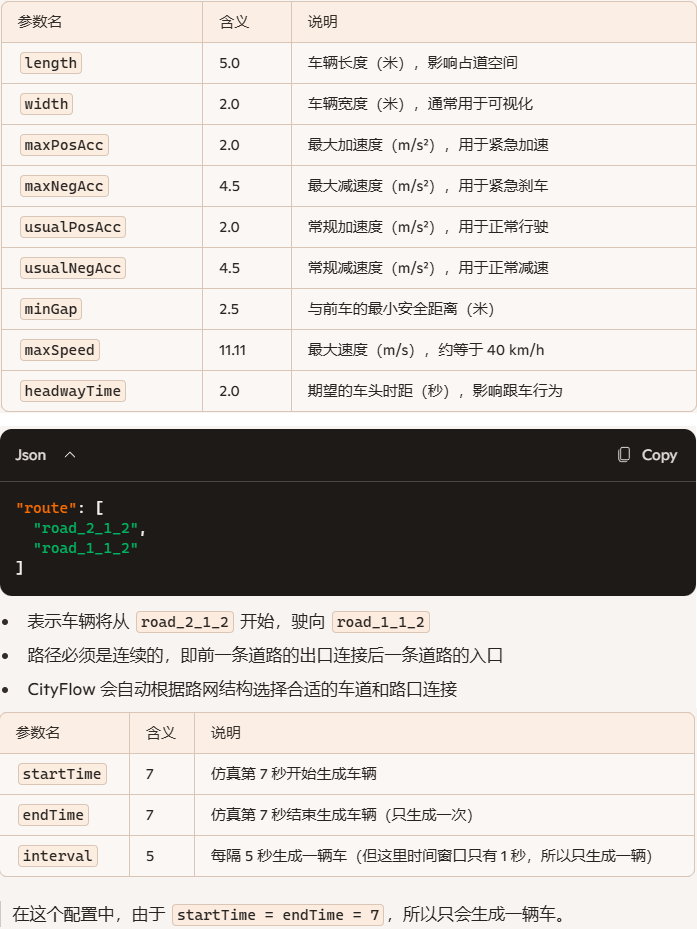 参数名 含义 说明
length 5.0 车辆长度（米），影响占道空间
width 2.0 车辆宽度（米），通常用于可视化
maxPosAcc 2.0 最大加速度（m/s²），用于紧急加速
maxNegAcc 4.5 最大减速度（m/s²），用于紧急刹车
usualPosAcc 2.0 常规加速度（m/s²），用于正常行驶
usualNegAcc 4.5 常规减速度（m/s²），用于正常减速
minGap 2.5 与前车的最小安全距离（米）
maxSpeed 11.11 最大速度（m/s），约等于 40 km/h
headwayTime 2.0 期望的车头时距（秒），影响跟车行为
Json Copy
"route": [
"road_2_1_2",
"road_1_1_2"
]
• 表示车辆将从 road_2_1_2 开始，驶向 road_1_1_2
• 路径必须是连续的，即前一条道路的出口连接后一条道路的入口
• CityFlow 会自动根据路网结构选择合适的车道和路口连接
参数名 含义 说明
startTime 7 仿真第 7 秒开始生成车辆
endTime 7 仿真第 7 秒结束生成车辆（只生成一次）
interval 5 每隔 5 秒生成一辆车（但这里时间窗口只有 1 秒，所以只生成一辆）
在这个配置中，由于 startTime = endTime = 7，所以只会生成一辆车。